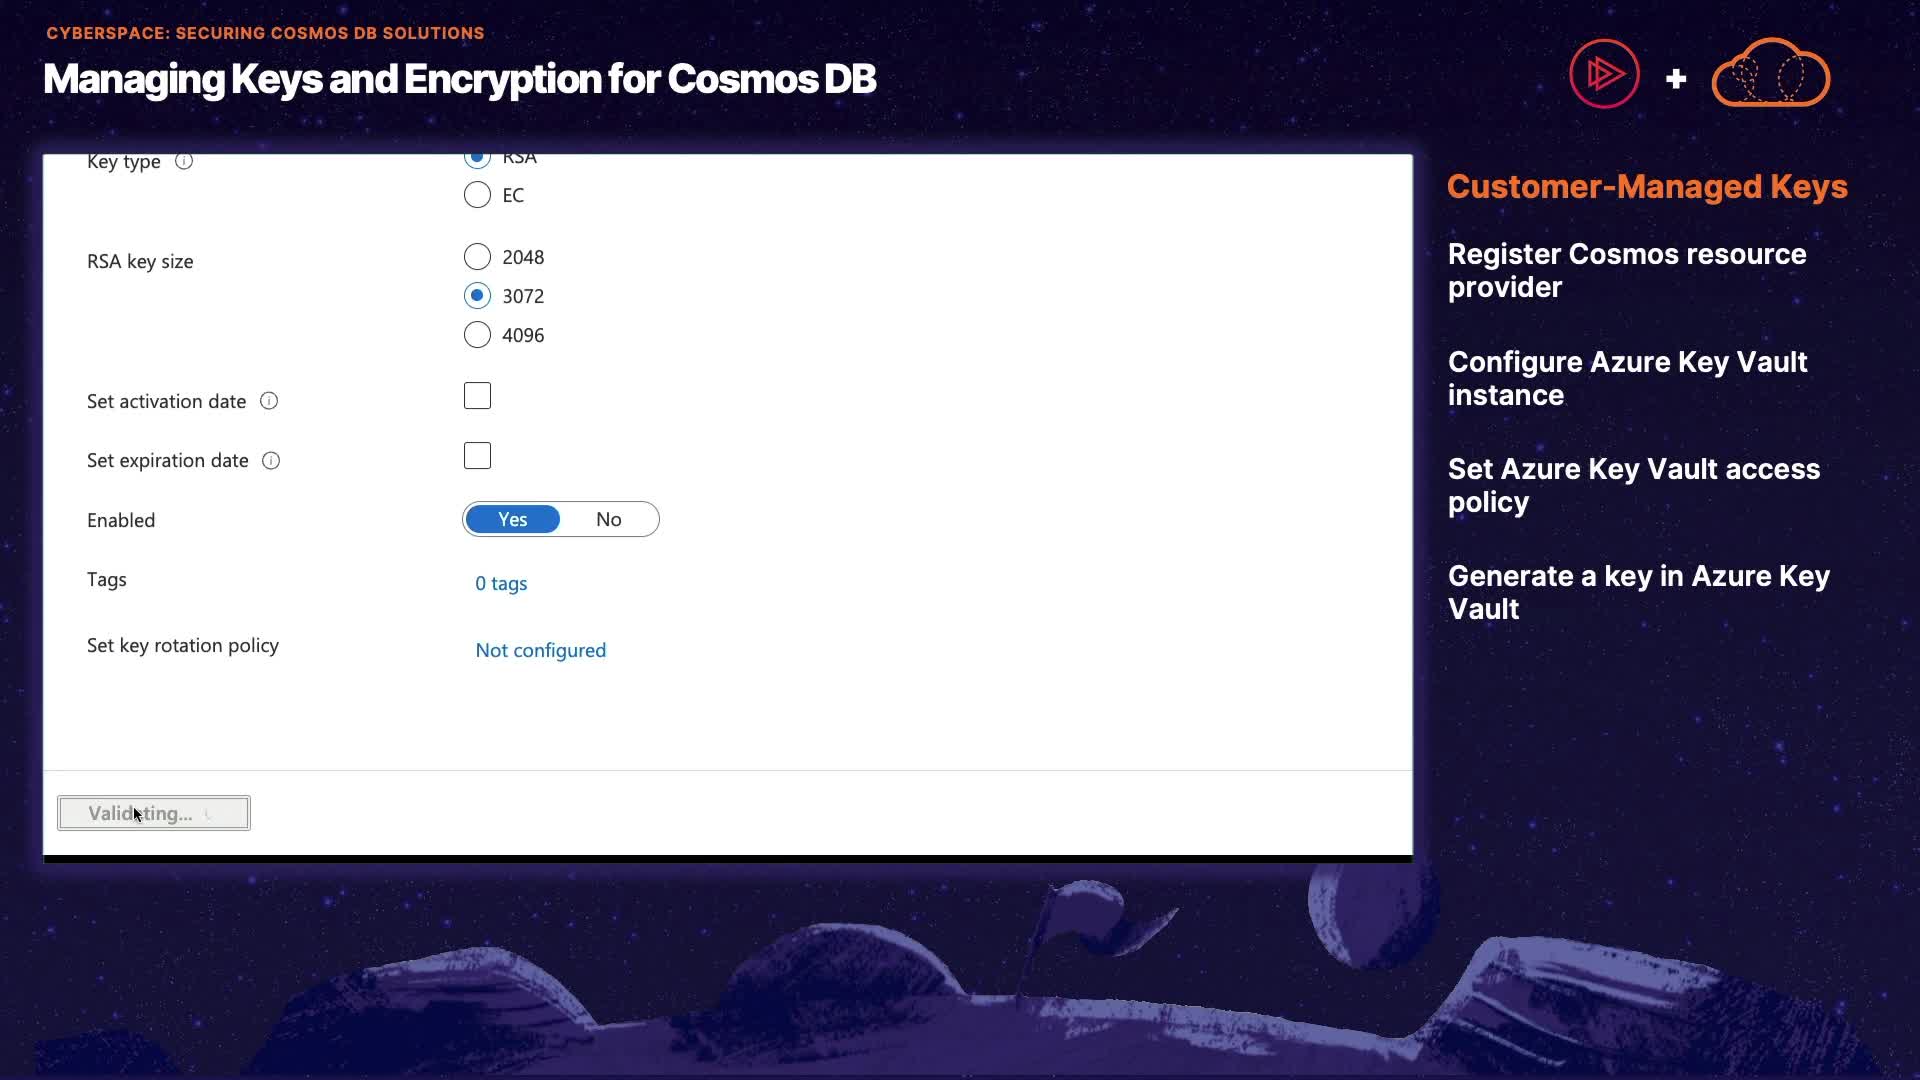 CYBERSPACE: SECURING COSMOS DB SOLUTIONS
Managing Keys and Encryption for Cosmos DB
Key type
RSA
EC
RSA key size
2048
3072
4096
Set activation date
Set expiration date
Enabled
Yes No
Tags
0 tags
Set key rotation policy
Not configured
Validating...
Customer-Managed Keys
Register Cosmos resource
provider
Configure Azure Key Vault
instance
Set Azure Key Vault access
policy
Generate a key in Azure Key
Vault